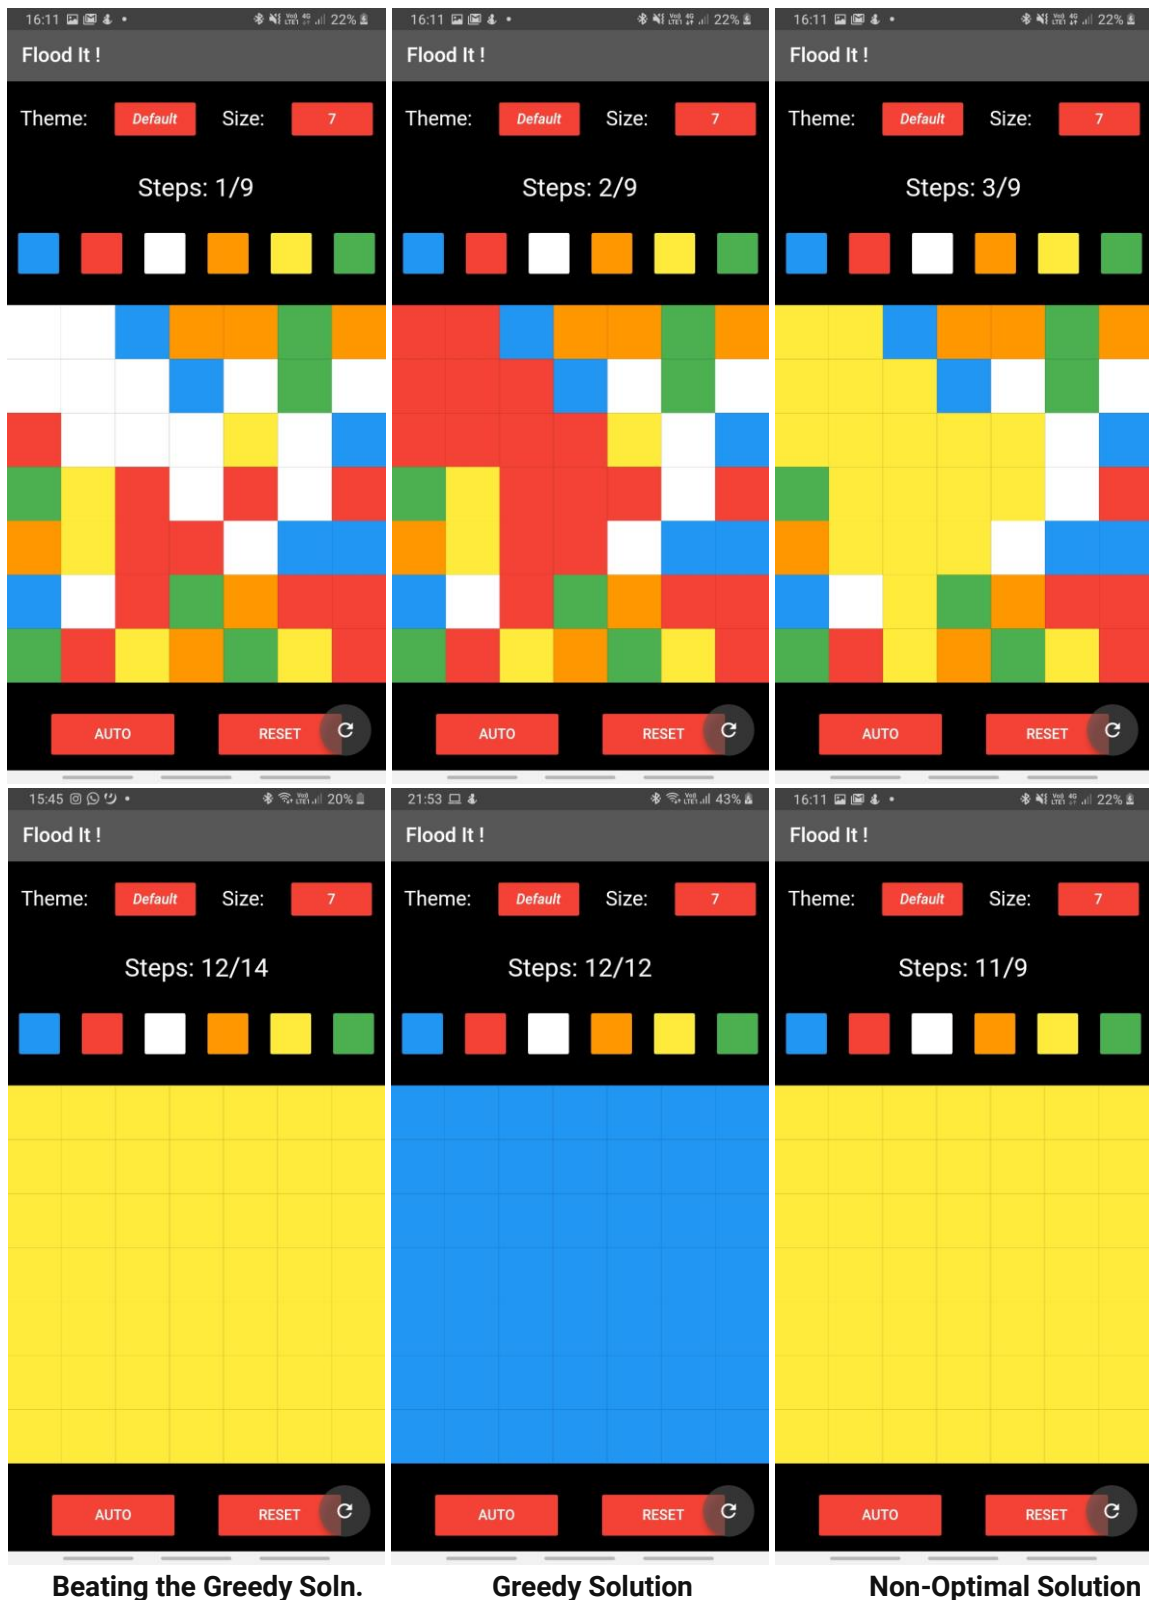 16:11 22%
Flood It !
Theme: Default Size: 7
Steps: 1/9
AUTO RESET
16:11 22%
Flood It !
Theme: Default Size: 7
Steps: 2/9
AUTO RESET
16:11 22%
Flood It !
Theme: Default Size: 7
Steps: 3/9
AUTO RESET
15:45 20%
Flood It !
Theme: Default Size: 7
Steps: 12/14
AUTO RESET
Beating the Greedy Soln.
21:53 43%
Flood It !
Theme: Default Size: 7
Steps: 12/12
AUTO RESET
Greedy Solution
16:11 22%
Flood It !
Theme: Default Size: 7
Steps: 11/9
AUTO RESET
Non-Optimal Solution